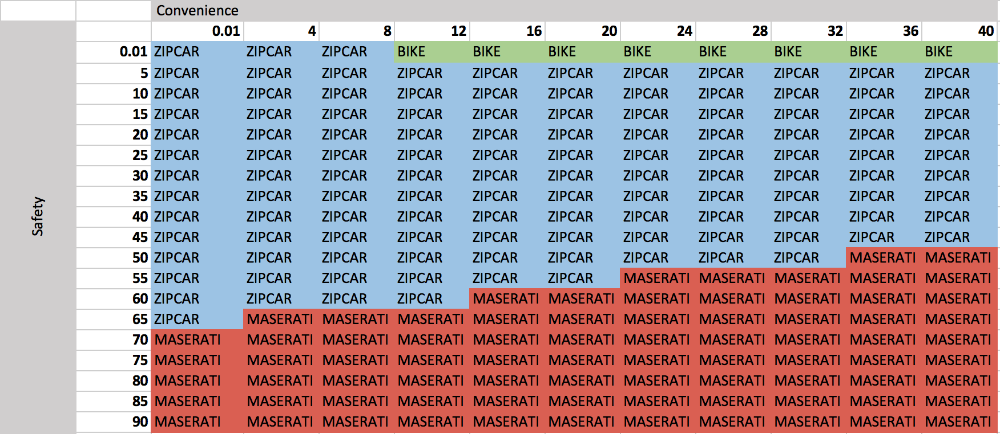 Convenience
0.01 4 8 12 16 20 24 28 32 36 40
0.01 ZIPCAR ZIPCAR ZIPCAR BIKE BIKE BIKE BIKE BIKE BIKE BIKE BIKE
5 ZIPCAR ZIPCAR ZIPCAR ZIPCAR ZIPCAR ZIPCAR ZIPCAR ZIPCAR ZIPCAR ZIPCAR ZIPCAR
10 ZIPCAR ZIPCAR ZIPCAR ZIPCAR ZIPCAR ZIPCAR ZIPCAR ZIPCAR ZIPCAR ZIPCAR ZIPCAR
15 ZIPCAR ZIPCAR ZIPCAR ZIPCAR ZIPCAR ZIPCAR ZIPCAR ZIPCAR ZIPCAR ZIPCAR ZIPCAR
20 ZIPCAR ZIPCAR ZIPCAR ZIPCAR ZIPCAR ZIPCAR ZIPCAR ZIPCAR ZIPCAR ZIPCAR ZIPCAR
25 ZIPCAR ZIPCAR ZIPCAR ZIPCAR ZIPCAR ZIPCAR ZIPCAR ZIPCAR ZIPCAR ZIPCAR ZIPCAR
30 ZIPCAR ZIPCAR ZIPCAR ZIPCAR ZIPCAR ZIPCAR ZIPCAR ZIPCAR ZIPCAR ZIPCAR ZIPCAR
35 ZIPCAR ZIPCAR ZIPCAR ZIPCAR ZIPCAR ZIPCAR ZIPCAR ZIPCAR ZIPCAR ZIPCAR ZIPCAR
Safety
40 ZIPCAR ZIPCAR ZIPCAR ZIPCAR ZIPCAR ZIPCAR ZIPCAR ZIPCAR ZIPCAR ZIPCAR ZIPCAR
45 ZIPCAR ZIPCAR ZIPCAR ZIPCAR ZIPCAR ZIPCAR ZIPCAR ZIPCAR ZIPCAR ZIPCAR ZIPCAR
50 ZIPCAR ZIPCAR ZIPCAR ZIPCAR ZIPCAR ZIPCAR ZIPCAR ZIPCAR ZIPCAR MASERATI MASERATI
55 ZIPCAR ZIPCAR ZIPCAR ZIPCAR ZIPCAR ZIPCAR MASERATI MASERATI MASERATI MASERATI MASERATI
60 ZIPCAR ZIPCAR ZIPCAR ZIPCAR MASERATI MASERATI MASERATI MASERATI MASERATI MASERATI MASERATI
65 ZIPCAR MASERATI MASERATI MASERATI MASERATI MASERATI MASERATI MASERATI MASERATI MASERATI MASERATI
70 MASERATI MASERATI MASERATI MASERATI MASERATI MASERATI MASERATI MASERATI MASERATI MASERATI MASERATI
75 MASERATI MASERATI MASERATI MASERATI MASERATI MASERATI MASERATI MASERATI MASERATI MASERATI MASERATI
80 MASERATI MASERATI MASERATI MASERATI MASERATI MASERATI MASERATI MASERATI MASERATI MASERATI MASERATI
85 MASERATI MASERATI MASERATI MASERATI MASERATI MASERATI MASERATI MASERATI MASERATI MASERATI MASERATI
90 MASERATI MASERATI MASERATI MASERATI MASERATI MASERATI MASERATI MASERATI MASERATI MASERATI MASERATI